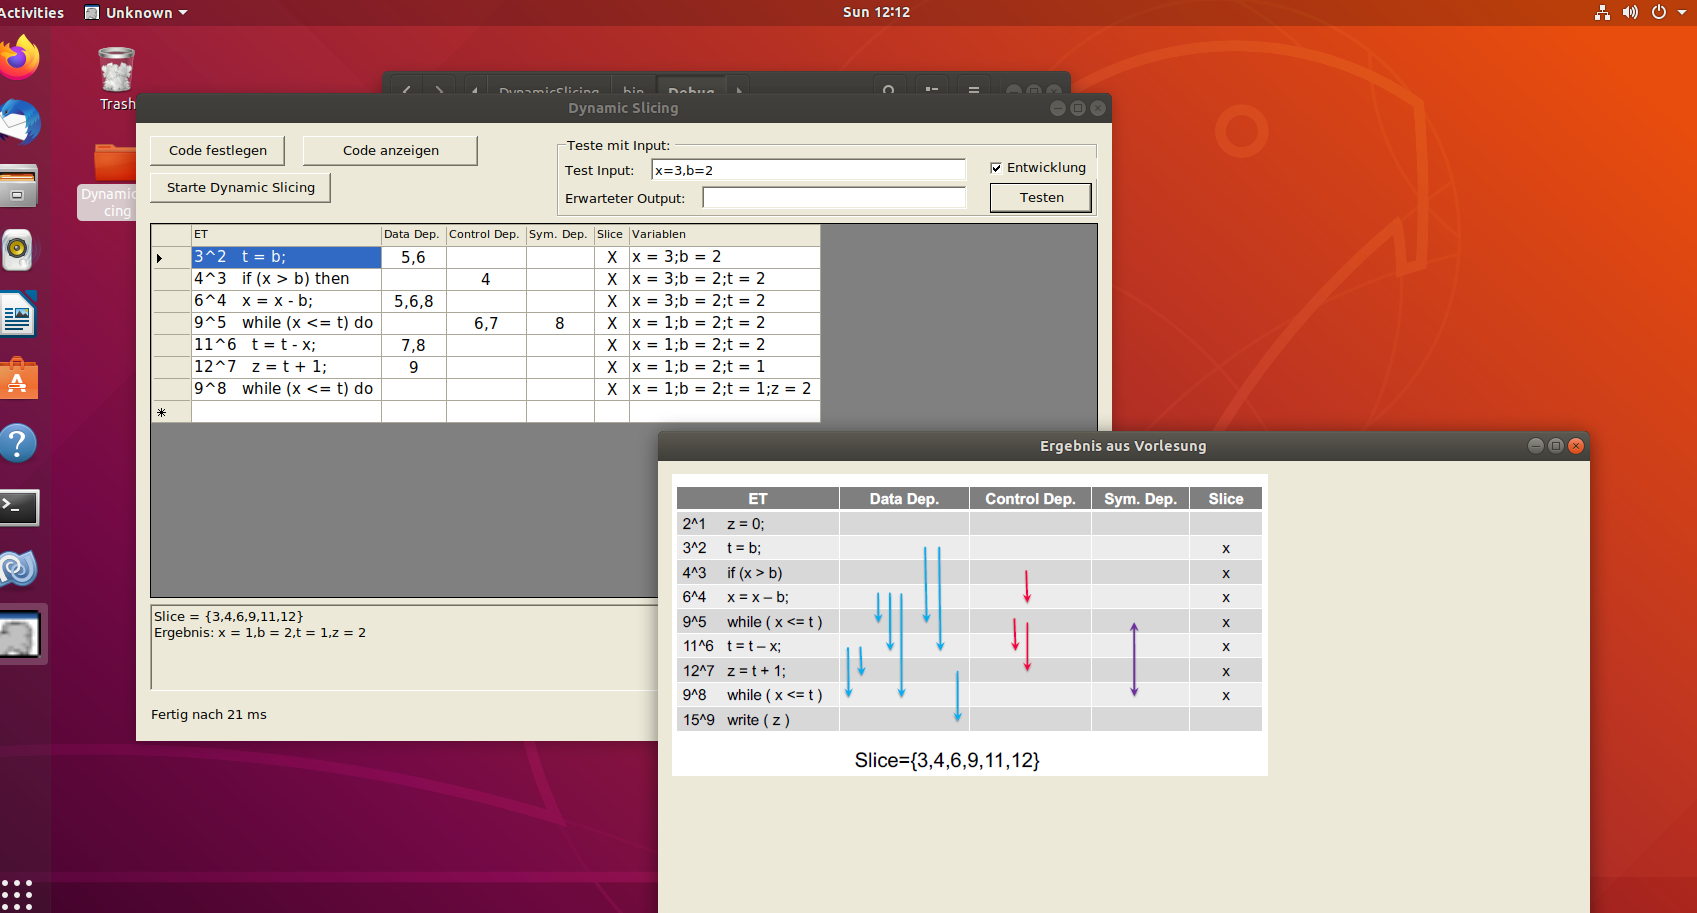 Activities Unknown Sun 12:12
Trash
DynamicSlicing bin Debug
Dynamic Slicing
Code festlegen Code anzeigen
Starte Dynamic Slicing
Teste mit Input:
Test Input: x=3,b=2
Erwarteter Output:
Entwicklung
Testen
Dynamic
cing
ET Data Dep. Control Dep. Sym. Dep. Slice Variablen
3^2 t = b; 5,6 X x = 3;b = 2
4^3 if (x > b) then 4 X x = 3;b = 2;t = 2
6^4 x = x - b; 5,6,8 X x = 3;b = 2;t = 2
9^5 while (x <= t) do 6,7 8 X x = 1;b = 2;t = 2
11^6 t = t - x; 7,8 X x = 1;b = 2;t = 2
12^7 z = t + 1; 9 X x = 1;b = 2;t = 1
9^8 while (x <= t) do X x = 1;b = 2;t = 1;z = 2
*
Slice = {3,4,6,9,11,12}
Ergebnis: x = 1,b = 2,t = 1,z = 2
Fertig nach 21 ms
Ergebnis aus Vorlesung
ET Data Dep. Control Dep. Sym. Dep. Slice
2^1 z = 0;
3^2 t = b; x
4^3 if (x > b) x
6^4 x = x – b; x
9^5 while ( x <= t ) x
11^6 t = t – x; x
12^7 z = t + 1; x
9^8 while ( x <= t ) x
15^9 write ( z )
Slice={3,4,6,9,11,12}